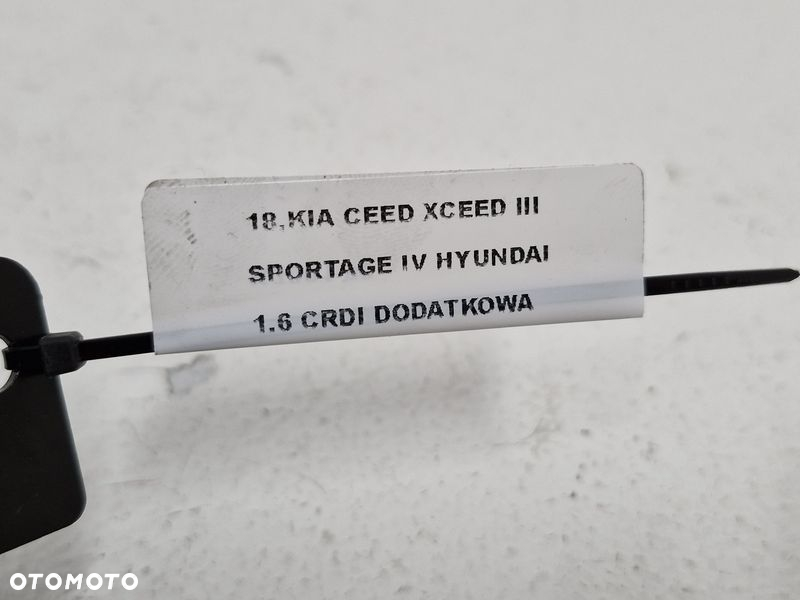 18,KIA CEED XCEED III
SPORTAGE IV HYUNDAI
1.6 CRDI DODATKOWA
OTOMOTO